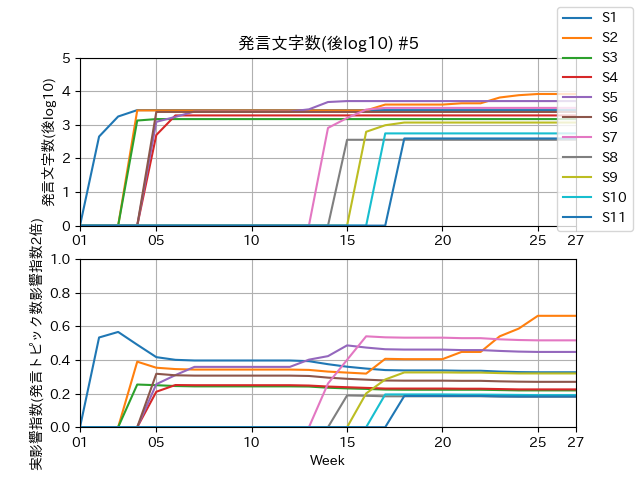 発言文字数(後log10) #5
S1
S2
S3
S4
S5
S6
S7
S8
S9
S10
S11
発言文字数(後log10)
5
4
3
2
1
0
01 05 10 15 20 25 27
実影響指数(発言トピック数影響指数2倍)
1.0
0.8
0.6
0.4
0.2
0.0
01 05 10 15 20 25 27
Week